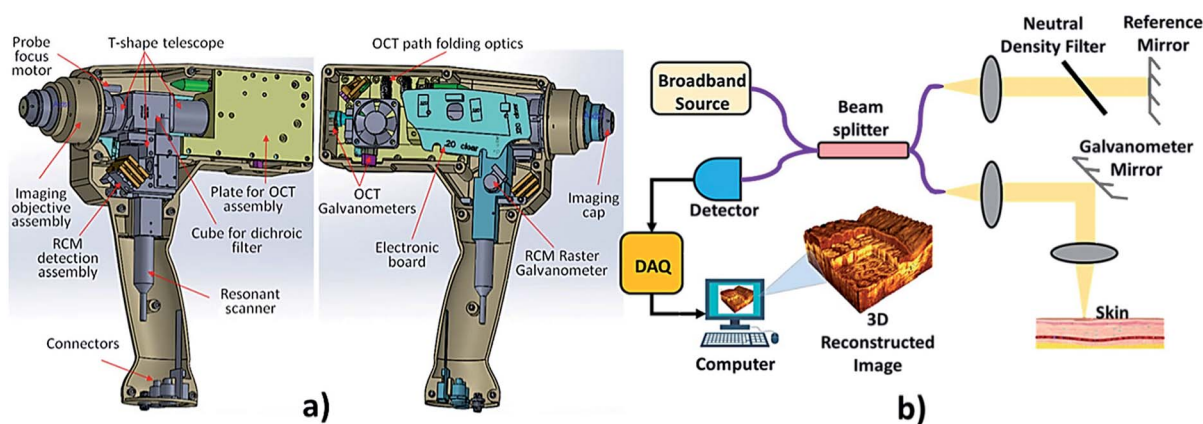 Probe
focus
motor
T-shape telescope
Imaging
objective
assembly
RCM
detection
assembly
Plate for OCT
assembly
Cube for dichroic
filter
Resonant
scanner
Connectors
OCT path folding optics
OCT
Galvanometers
Electronic
board
.20 clear
RCM Raster
Galvanometer
Imaging
cap
a)
Broadband
Source
Beam
splitter
Neutral
Density Filter
Reference
Mirror
Galvanometer
Mirror
Detector
DAQ
Computer
3D
Reconstructed
Image
Skin
b)